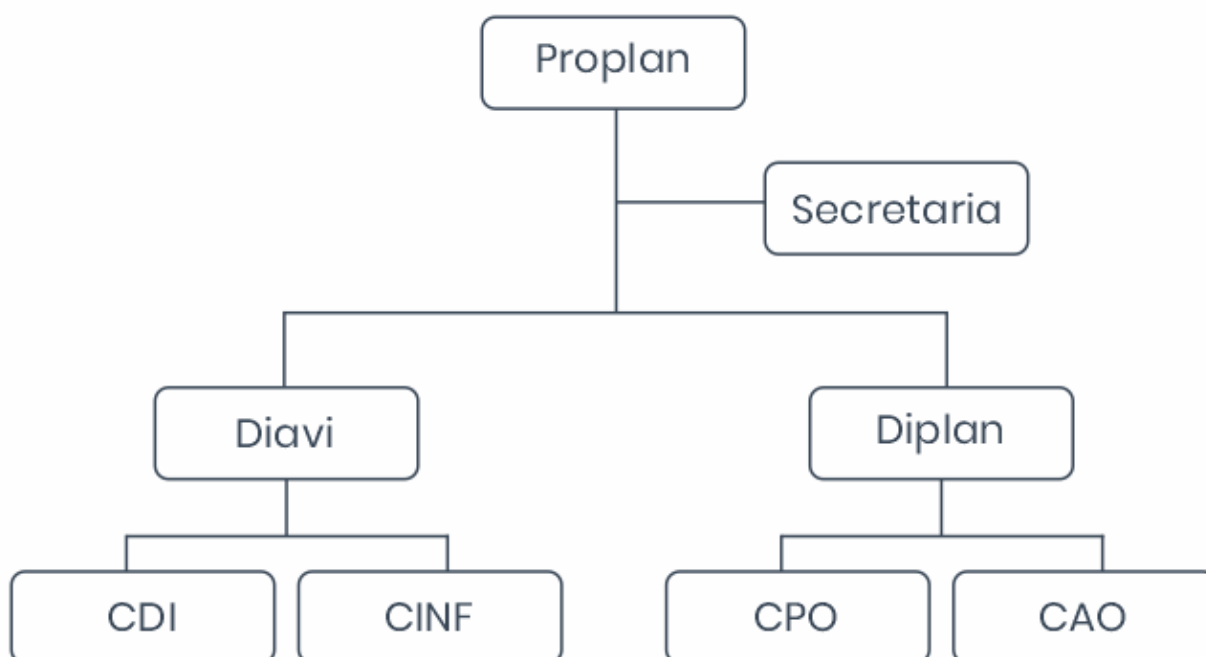 Proplan
Secretaria
Diavi
Diplan
CDI
CINF
CPO
CAO